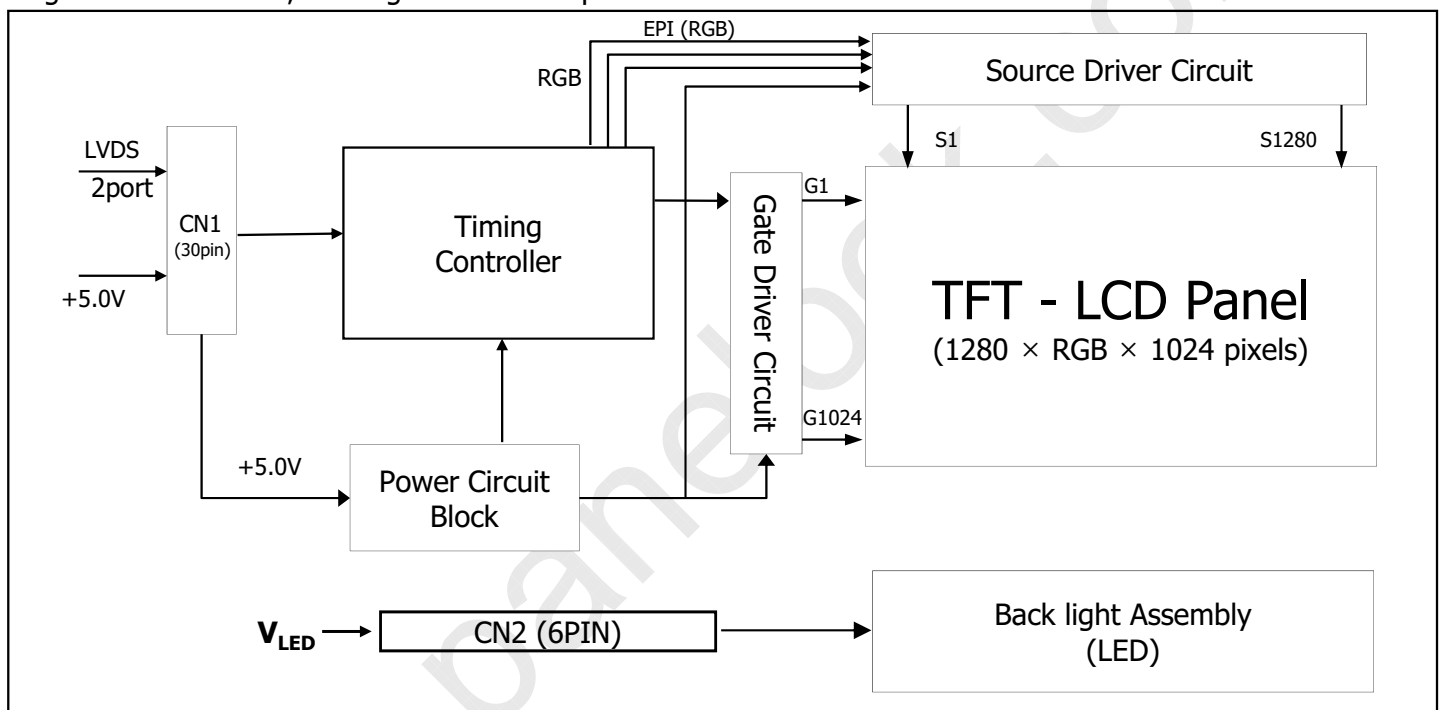 EPI (RGB)
RGB
Source Driver Circuit
S1
S1280
LVDS
2port
CN1
(30pin)
+5.0V
Timing
Controller
Gate Driver Circuit
G1
G1024
TFT - LCD Panel
(1280 × RGB × 1024 pixels)
+5.0V
Power Circuit
Block
VLED
CN2 (6PIN)
Back light Assembly
(LED)